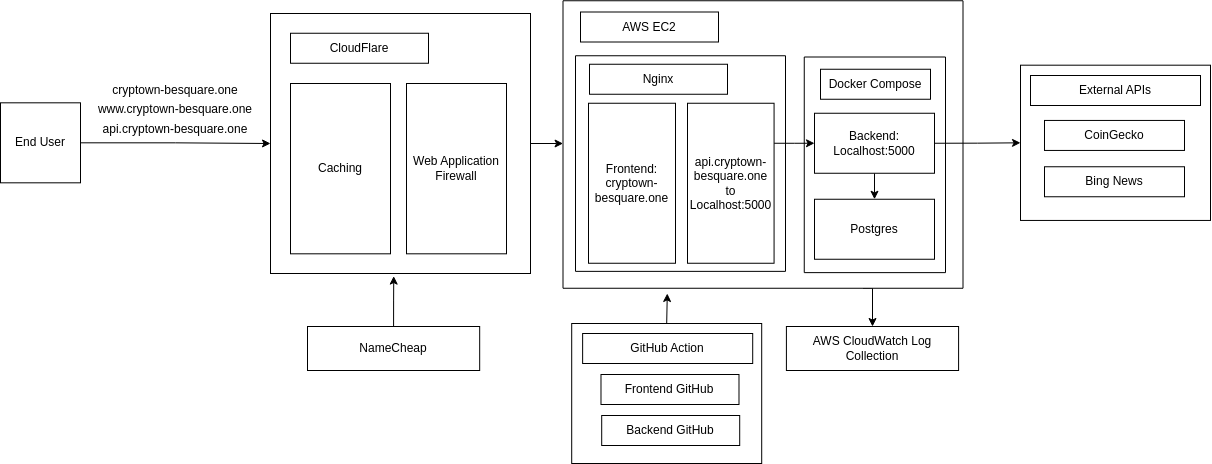 End User
cryptown-besquare.one
www.cryptown-besquare.one
api.cryptown-besquare.one
CloudFlare
Caching
Web Application
Firewall
NameCheap
AWS EC2
Nginx
Frontend:
cryptown-
besquare.one
api.cryptown-
besquare.one
to
Localhost:5000
Docker Compose
Backend:
Localhost:5000
Postgres
External APIs
CoinGecko
Bing News
GitHub Action
Frontend GitHub
Backend GitHub
AWS CloudWatch Log
Collection